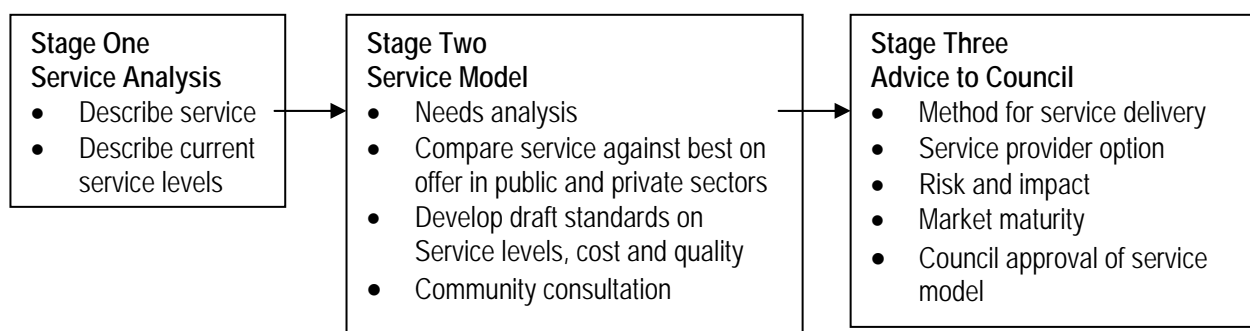 Stage One
Service Analysis
• Describe service
• Describe current
service levels
Stage Two
Service Model
• Needs analysis
• Compare service against best on
offer in public and private sectors
• Develop draft standards on
Service levels, cost and quality
• Community consultation
Stage Three
Advice to Council
• Method for service delivery
• Service provider option
• Risk and impact
• Market maturity
• Council approval of service
model